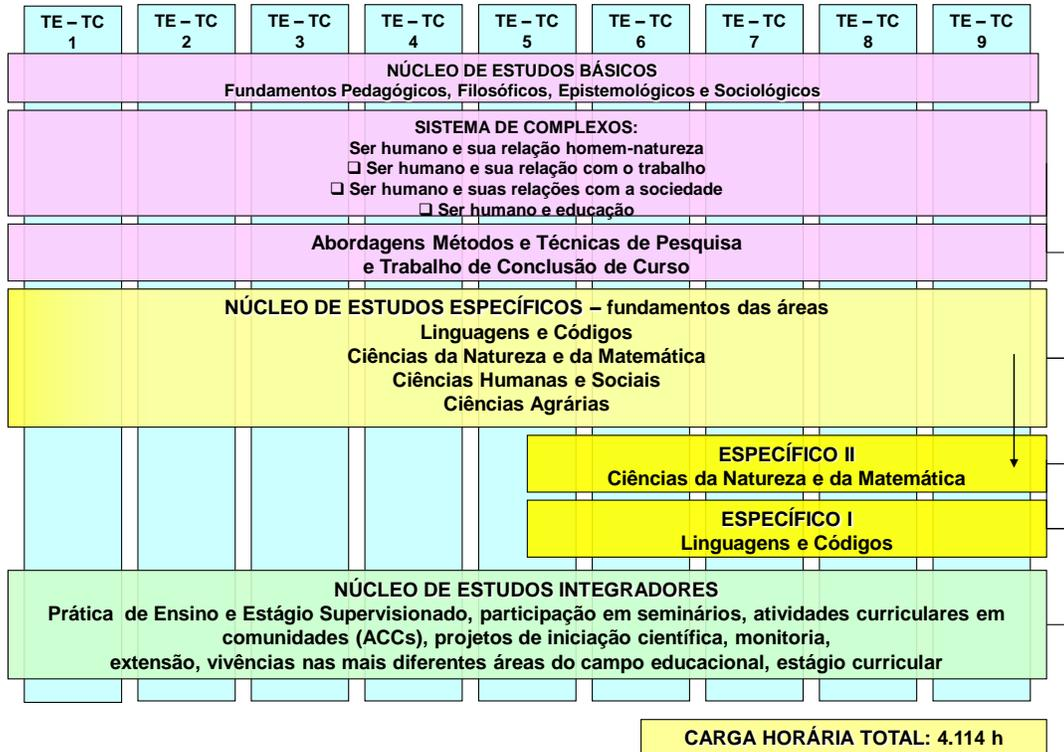 TE – TC
1
TE – TC
2
TE – TC
3
TE – TC
4
TE – TC
5
TE – TC
6
TE – TC
7
TE – TC
8
TE – TC
9
NÚCLEO DE ESTUDOS BÁSICOS
Fundamentos Pedagógicos, Filosóficos, Epistemológicos e Sociológicos
SISTEMA DE COMPLEXOS:
Ser humano e sua relação homem-natureza
❑ Ser humano e sua relação com o trabalho
❑ Ser humano e suas relações com a sociedade
❑ Ser humano e educação
Abordagens Métodos e Técnicas de Pesquisa
e Trabalho de Conclusão de Curso
NÚCLEO DE ESTUDOS ESPECÍFICOS – fundamentos das áreas
Linguagens e Códigos
Ciências da Natureza e da Matemática
Ciências Humanas e Sociais
Ciências Agrárias
ESPECÍFICO II
Ciências da Natureza e da Matemática
ESPECÍFICO I
Linguagens e Códigos
NÚCLEO DE ESTUDOS INTEGRADORES
Prática de Ensino e Estágio Supervisionado, participação em seminários, atividades curriculares em
comunidades (ACCs), projetos de iniciação científica, monitoria,
extensão, vivências nas mais diferentes áreas do campo educacional, estágio curricular
CARGA HORÁRIA TOTAL: 4.114 h